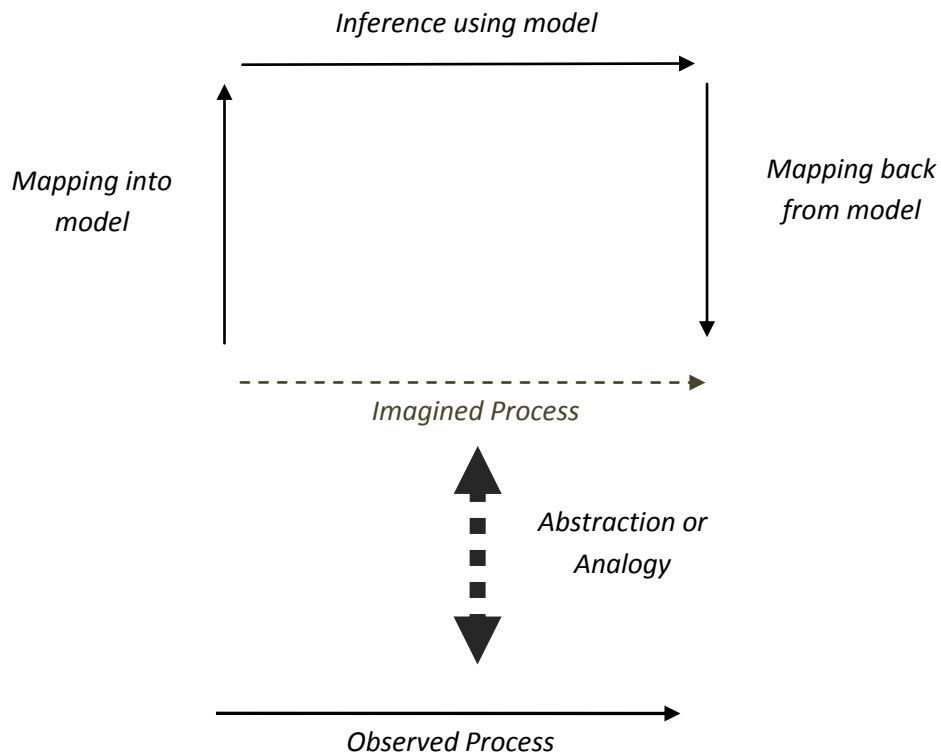 Inference using model
Mapping into
model
Mapping back
from model
Imagined Process
Abstraction or
Analogy
Observed Process